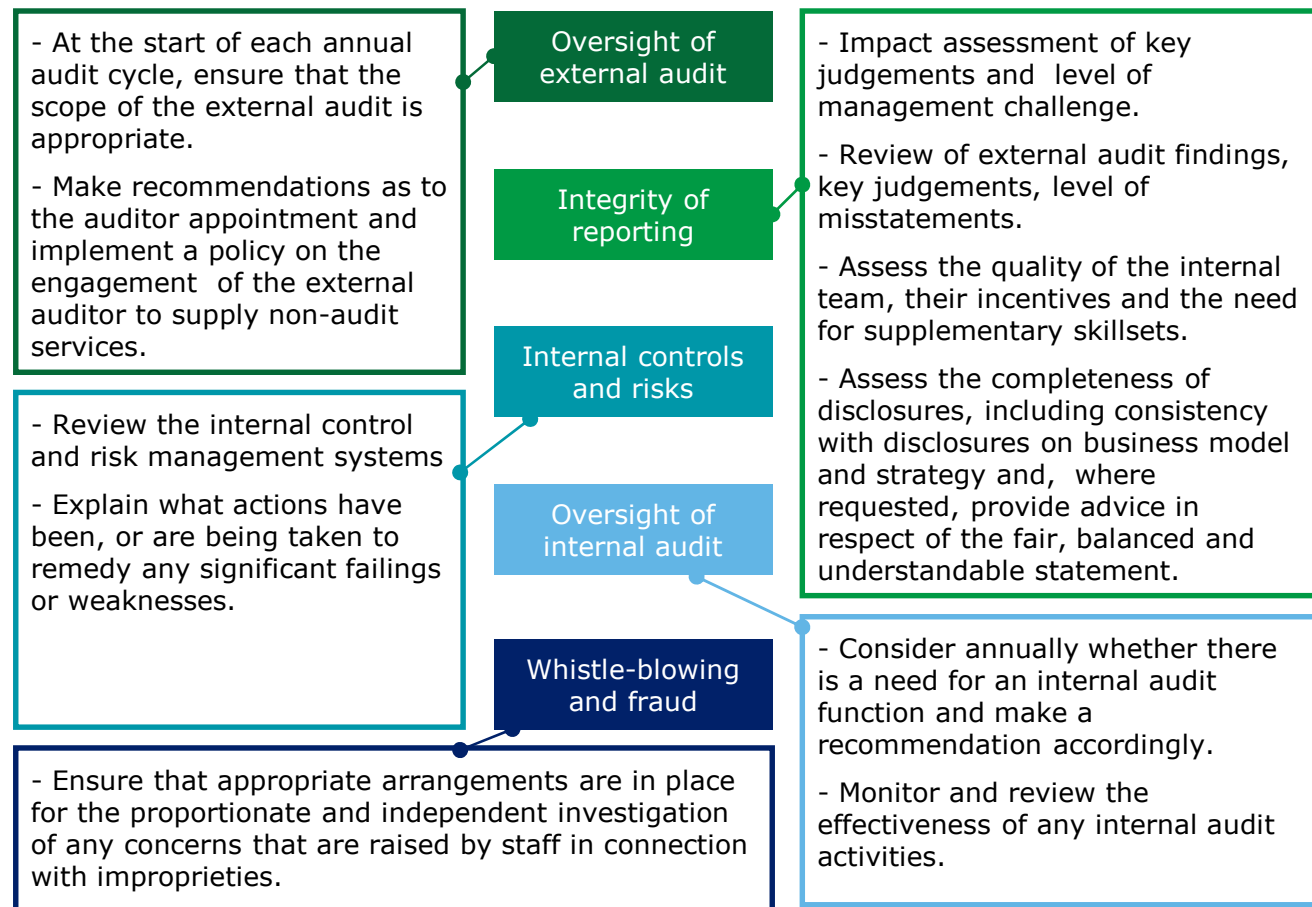 - At the start of each annual
audit cycle, ensure that the
scope of the external audit is
appropriate.
- Make recommendations as to
the auditor appointment and
implement a policy on the
engagement of the external
auditor to supply non-audit
services.
Oversight of
external audit
Integrity of
reporting
- Impact assessment of key
judgements and level of
management challenge.
- Review of external audit findings,
key judgements, level of
misstatements.
- Assess the quality of the internal
team, their incentives and the need
for supplementary skillsets.
- Assess the completeness of
disclosures, including consistency
with disclosures on business model
and strategy and, where
requested, provide advice in
respect of the fair, balanced and
understandable statement.
Internal controls
and risks
- Review the internal control
and risk management systems
- Explain what actions have
been, or are being taken to
remedy any significant failings
or weaknesses.
Oversight of
internal audit
- Consider annually whether there
is a need for an internal audit
function and make a
recommendation accordingly.
- Monitor and review the
effectiveness of any internal audit
activities.
Whistle-blowing
and fraud
- Ensure that appropriate arrangements are in place
for the proportionate and independent investigation
of any concerns that are raised by staff in connection
with improprieties.